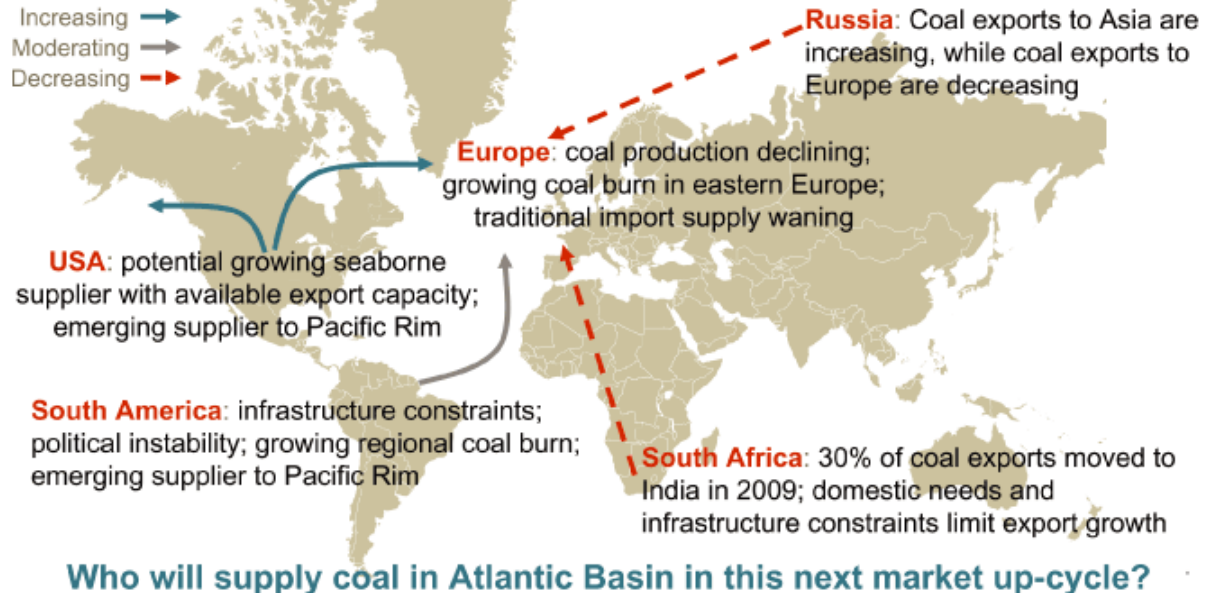 Increasing
Moderating
Decreasing
Russia: Coal exports to Asia are
increasing, while coal exports to
Europe are decreasing
Europe: coal production declining;
growing coal burn in eastern Europe;
traditional import supply waning
USA: potential growing seaborne
supplier with available export capacity;
emerging supplier to Pacific Rim
South America: infrastructure constraints;
political instability; growing regional coal burn;
emerging supplier to Pacific Rim
South Africa: 30% of coal exports moved to
India in 2009; domestic needs and
infrastructure constraints limit export growth
Who will supply coal in Atlantic Basin in this next market up-cycle?